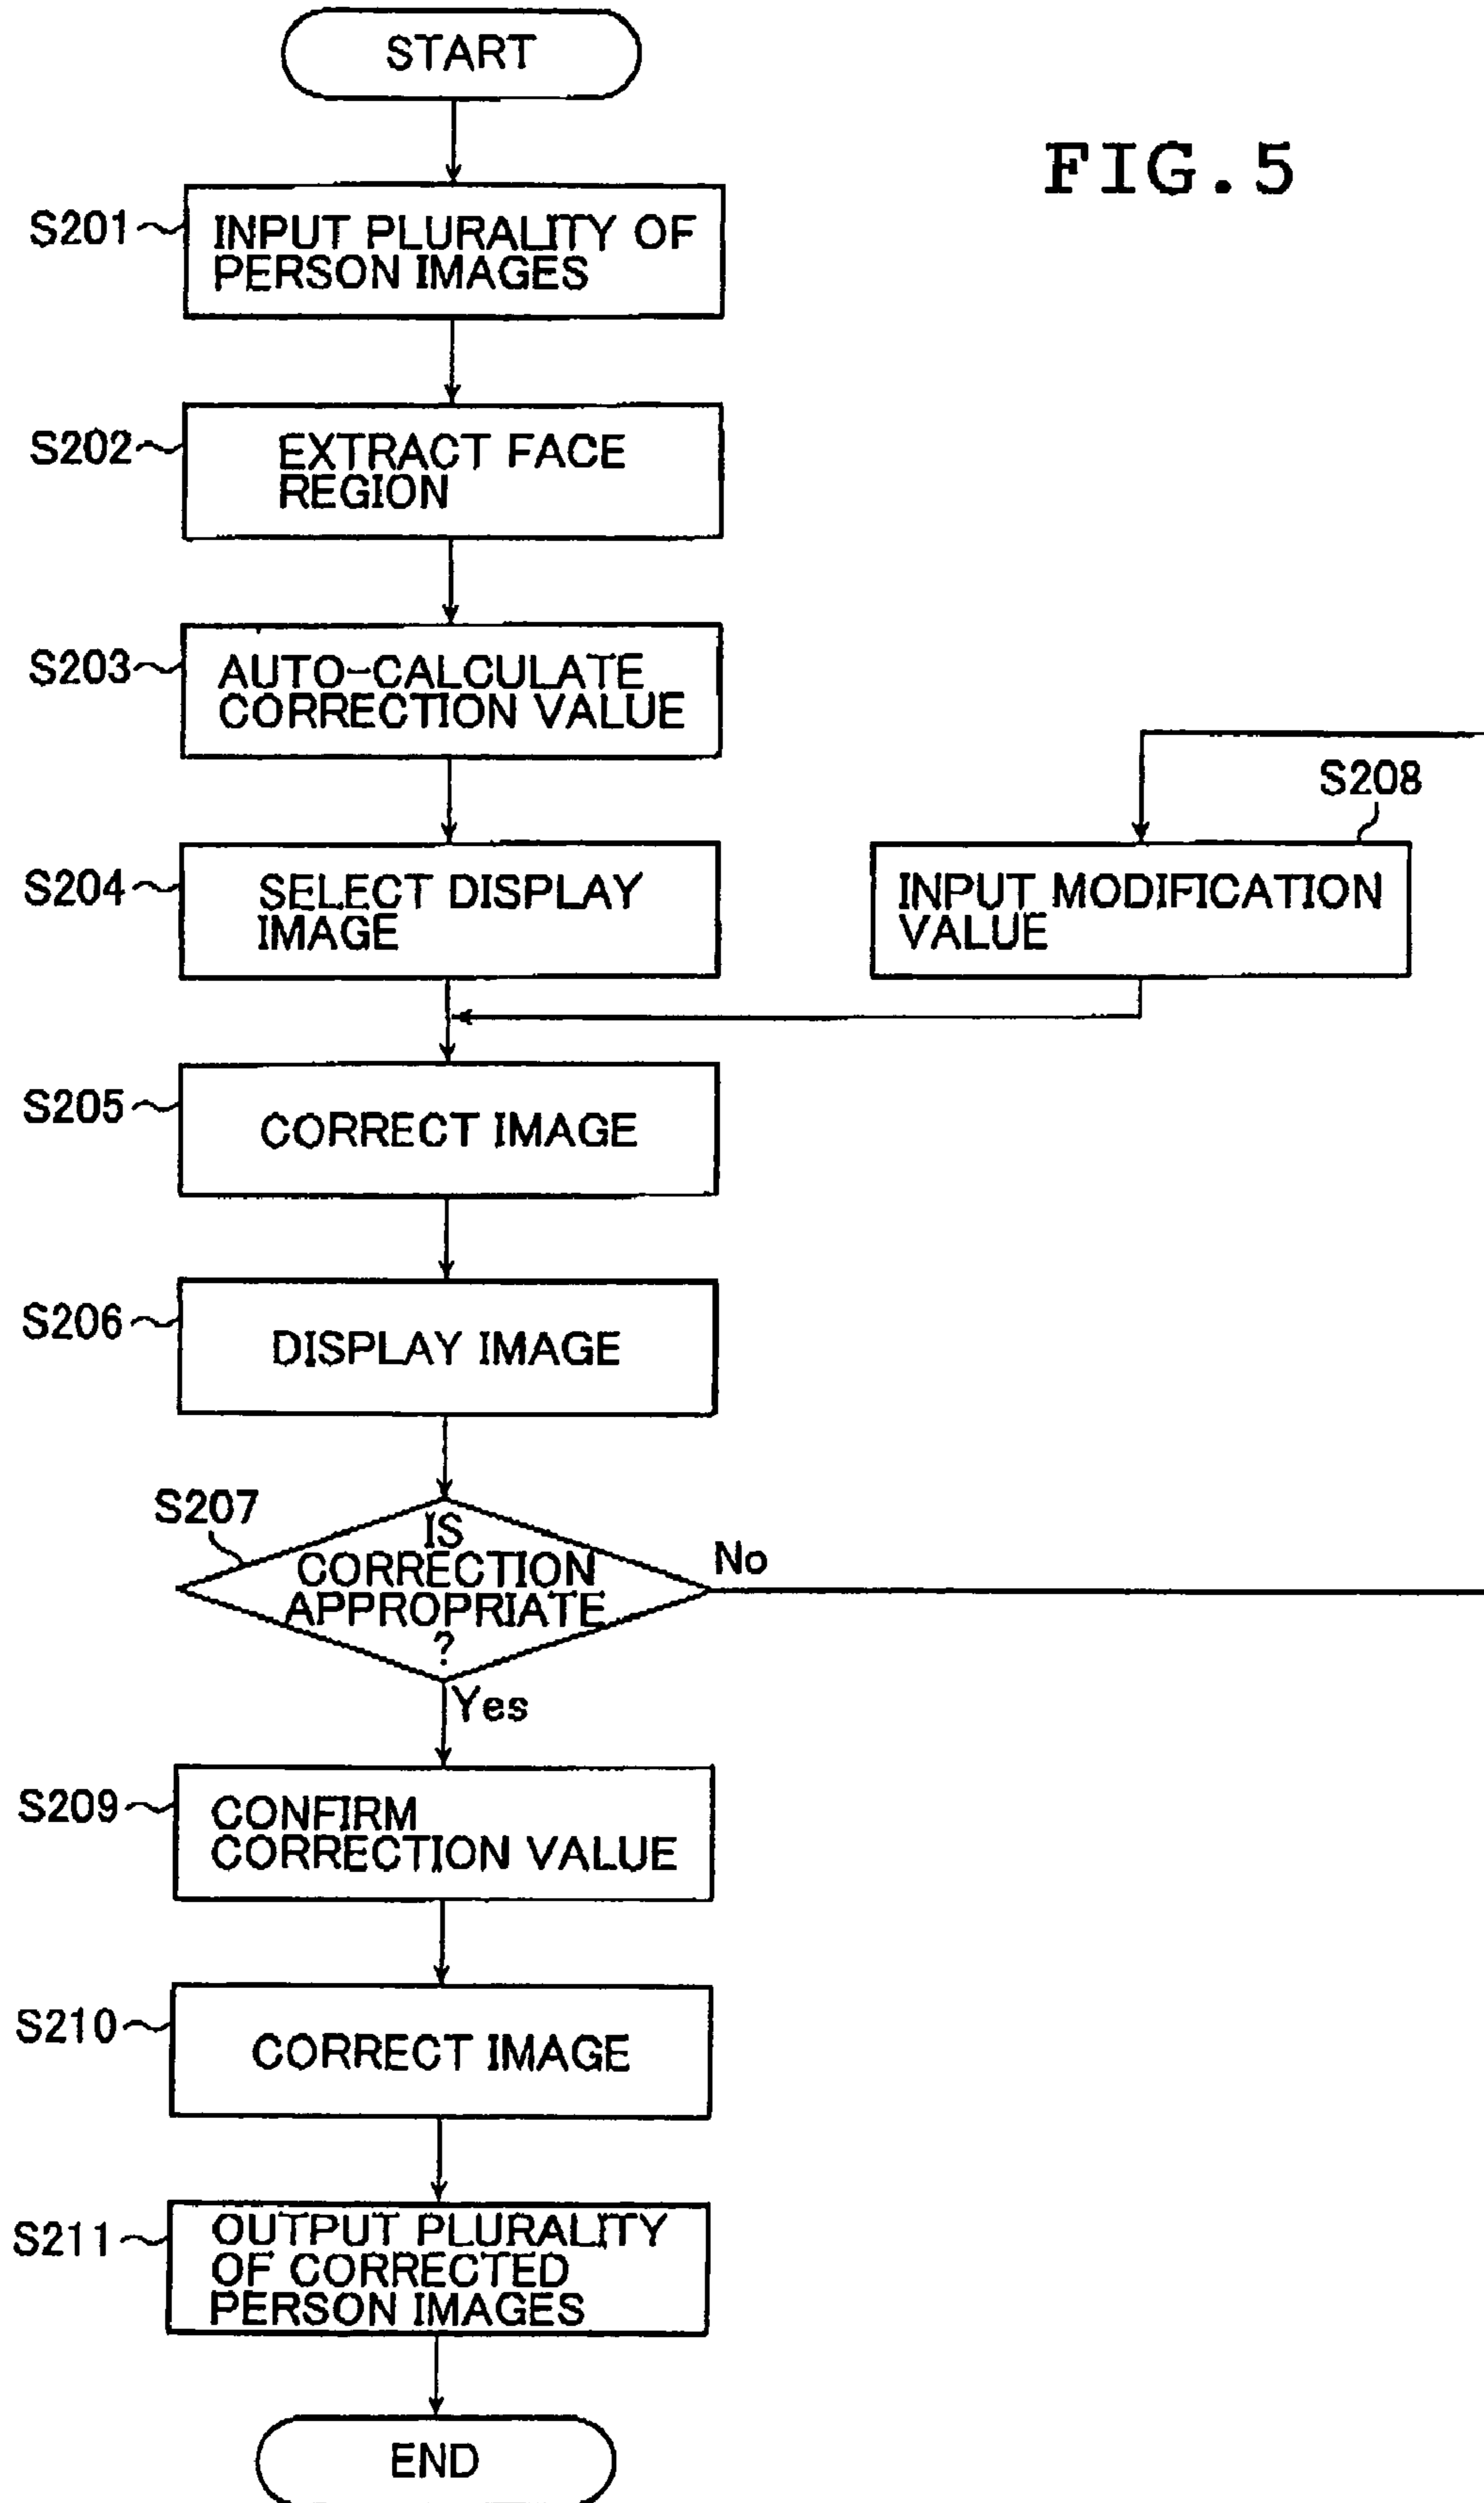 START
FIG.5
S201
INPUT PLURALITY OF
PERSON IMAGES
S202
EXTRACT FACE
REGION
S203
AUTO-CALCULATE
CORRECTION VALUE
S208
S204
SELECT DISPLAY
IMAGE
INPUT MODIFICATION
VALUE
S205
CORRECT IMAGE
S206
DISPLAY IMAGE
S207
IS
CORRECTION
APPROPRIATE
?
No
Yes
S209
CONFIRM
CORRECTION VALUE
S210
CORRECT IMAGE
S211
OUTPUT PLURALITY
OF CORRECTED
PERSON IMAGES
END